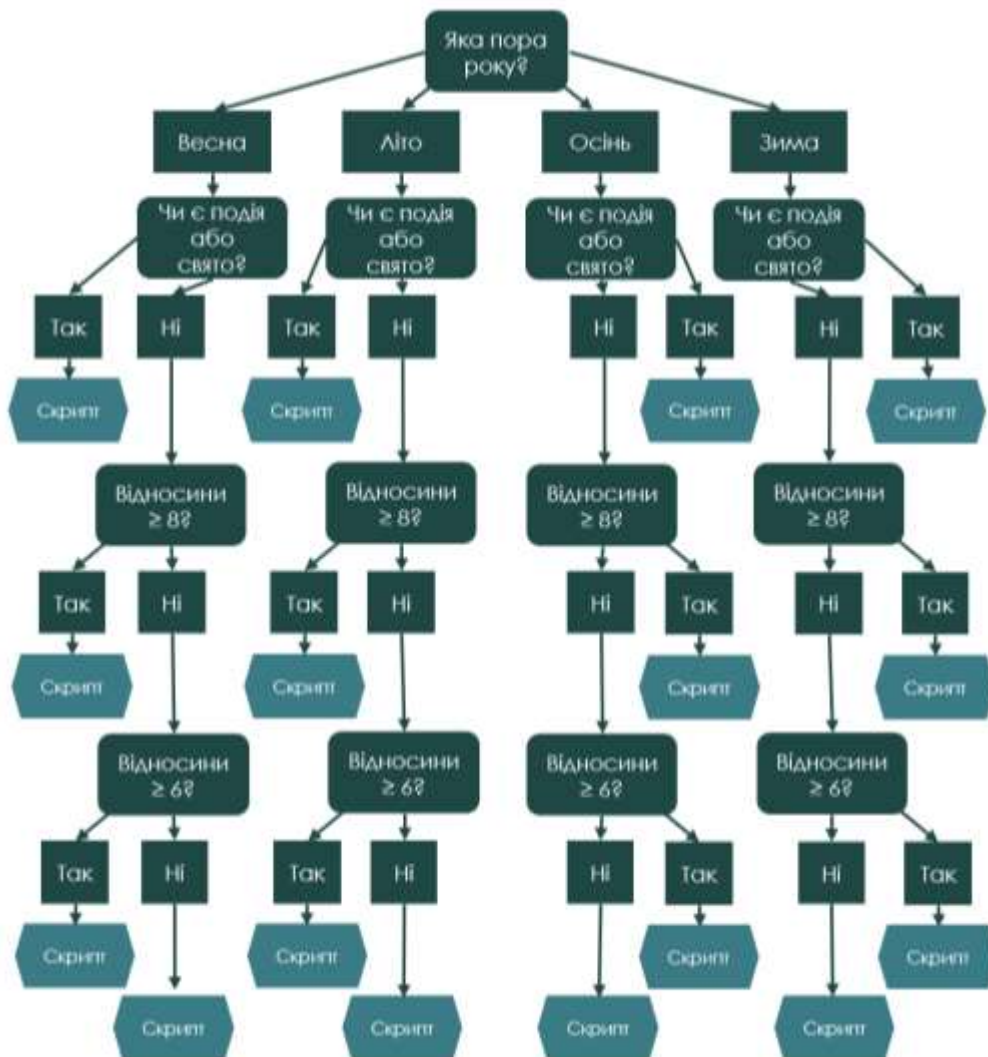 Яка пора
року?
Весна
Літо
Осінь
Зима
Чи є подія
або
свято?
Чи є подія
або
свято?
Чи є подія
або
свято?
Чи є подія
або
свято?
Так
Ні
Так
Ні
Ні
Так
Ні
Так
Скрипт
Скрипт
Скрипт
Скрипт
Відносини
≥ 8?
Відносини
≥ 8?
Відносини
≥ 8?
Відносини
≥ 8?
Так
Ні
Так
Ні
Ні
Так
Ні
Так
Скрипт
Скрипт
Скрипт
Скрипт
Відносини
≥ 6?
Відносини
≥ 6?
Відносини
≥ 6?
Відносини
≥ 6?
Так
Ні
Так
Ні
Ні
Так
Ні
Так
Скрипт
Скрипт
Скрипт
Скрипт
Скрипт
Скрипт
Скрипт
Скрипт